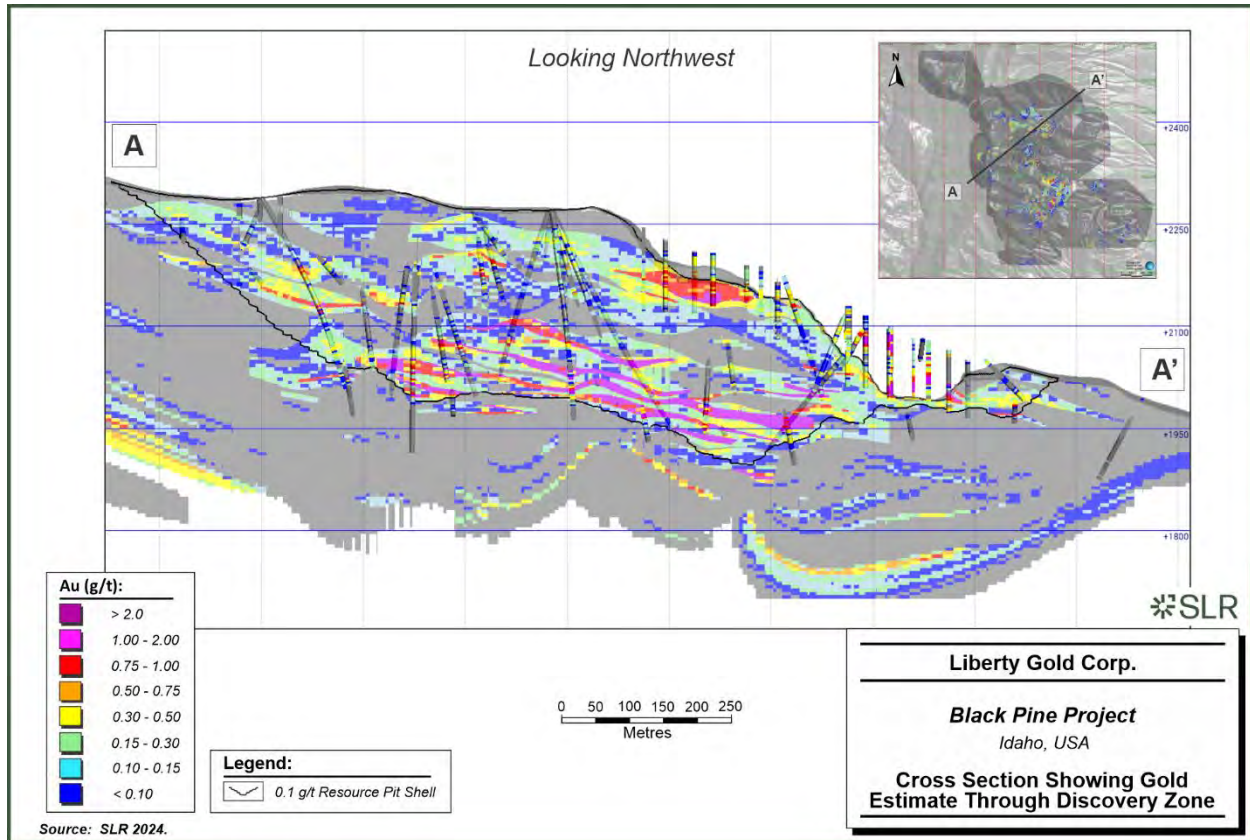 Looking Northwest
N
A'
A
A
+2400
+2250
+2100
A'
+1950
+1800
Au (g/t):
> 2.0
1.00 - 2.00
0.75 - 1.00
0.50 - 0.75
0.30 - 0.50
0.15 - 0.30
0.10 - 0.15
< 0.10
Legend:
0.1 g/t Resource Pit Shell
0 50 100 150 200 250
Metres
SLR
Liberty Gold Corp.
Black Pine Project
Idaho, USA
Cross Section Showing Gold
Estimate Through Discovery Zone
Source: SLR 2024.